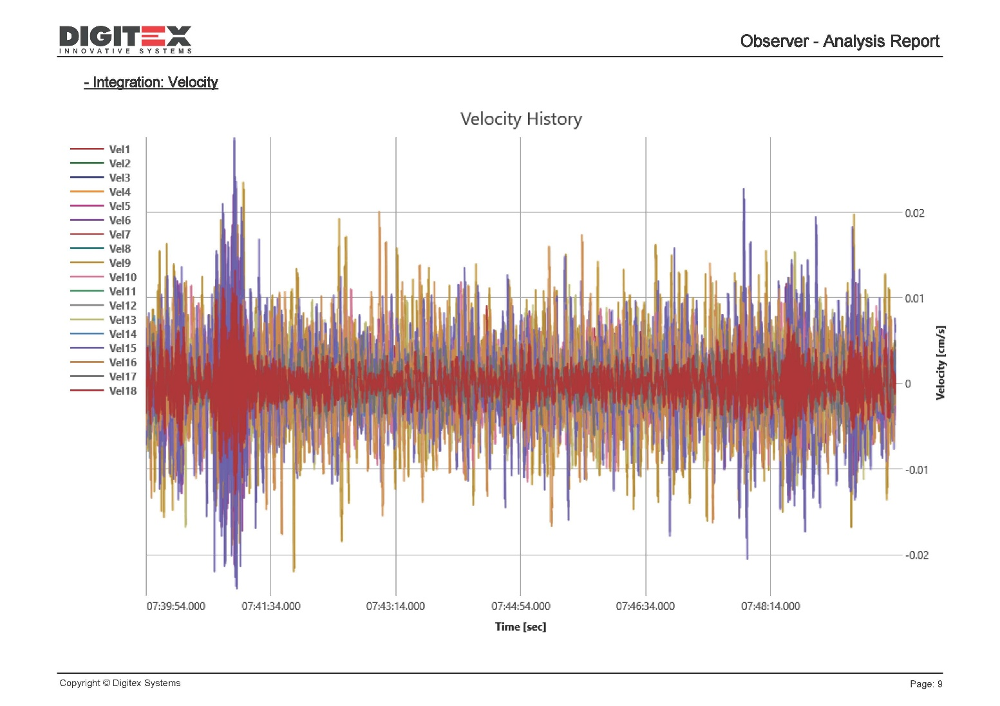 DIGITEX
INNOVATIVE SYSTEMS
Observer - Analysis Report
- Integration: Velocity
Velocity History
Vel1
Vel2
Vel3
Vel4
Vel5
Vel6
Vel7
Vel8
Vel9
Vel10
Vel11
Vel12
Vel13
Vel14
Vel15
Vel16
Vel17
Vel18
0.02
0.01
0
-0.01
-0.02
Velocity [cm/s]
07:39:54.000 07:41:34.000 07:43:14.000 07:44:54.000 07:46:34.000 07:48:14.000
Time [sec]
Copyright © Digitex Systems
Page: 9